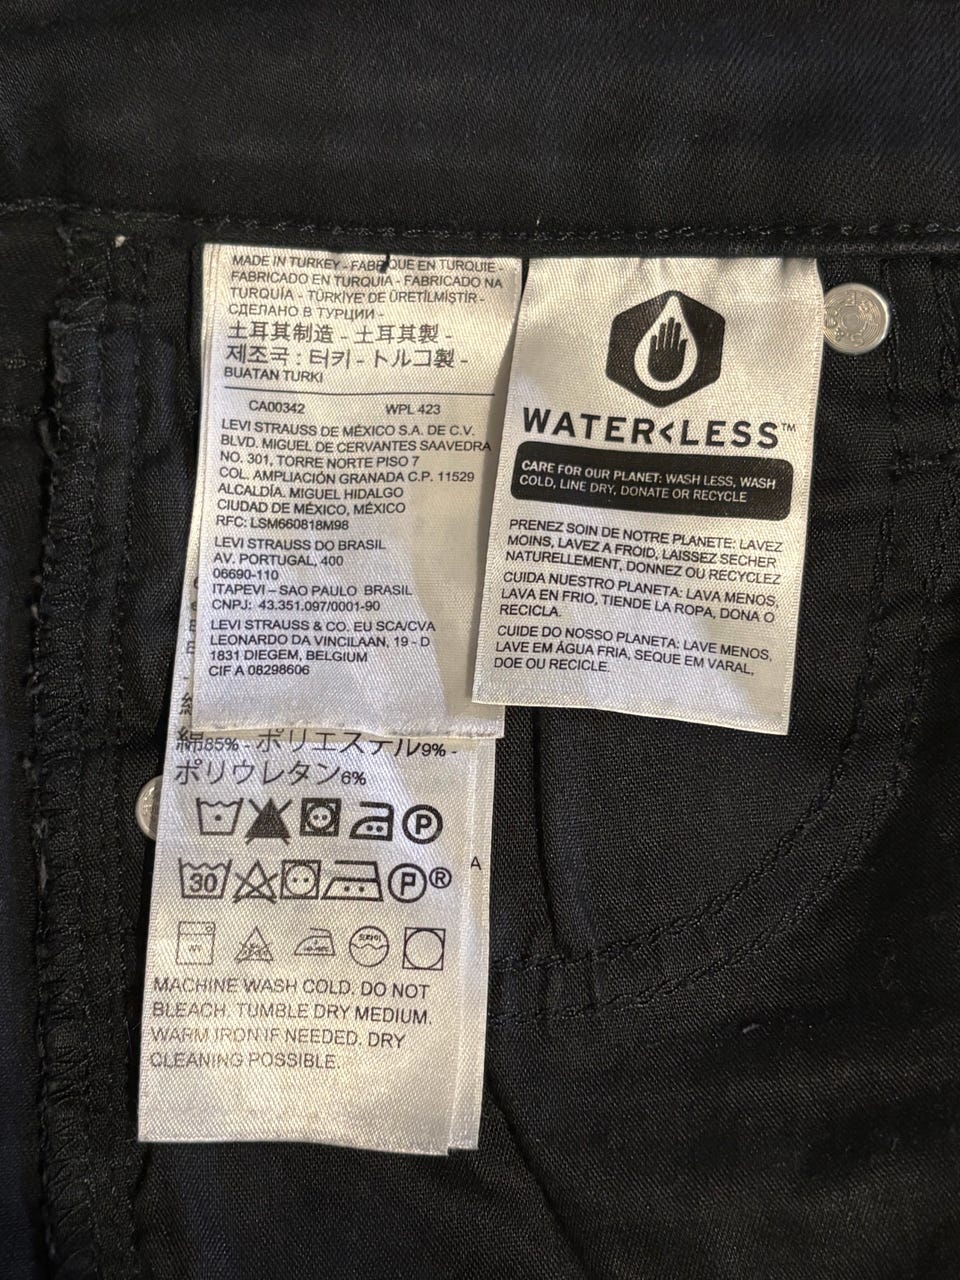 MADE IN TURKEY - FABRIQUE EN TURQUIE -
FABRICADO EN TURQUIA - FABRICADO NA
TURQUÍA - TÜRKİYE'DE ÜRETİLMİŞTİR -
СДЕЛАНО В ТУРЦИИ -
土耳其制造 - 土耳其製 -
제조국 : 터키 - トルコ製 -
BUATAN TURKI
CA00342 WPL 423
LEVI STRAUSS DE MÉXICO S.A. DE C.V.
BLVD. MIGUEL DE CERVANTES SAAVEDRA
NO. 301, TORRE NORTE PISO 7
COL. AMPLIACIÓN GRANADA C.P. 11529
ALCALDÍA. MIGUEL HIDALGO
CIUDAD DE MÉXICO, MÉXICO
RFC: LSM660818M98
LEVI STRAUSS DO BRASIL
AV. PORTUGAL, 400
06690-110
ITAPEVI – SAO PAULO BRASIL
CNPJ: 43.351.097/0001-90
LEVI STRAUSS & CO. EU SCA/CVA
LEONARDO DA VINCILAAN, 19 - D
1831 DIEGEM, BELGIUM
CIF A 08298606
綿85% - ポリエステル9% -
ポリウレタン6%
P
30 P ®
A
MACHINE WASH COLD. DO NOT
BLEACH. TUMBLE DRY MEDIUM.
WARM IRON IF NEEDED. DRY
CLEANING POSSIBLE.
WATER<LESS™
CARE FOR OUR PLANET: WASH LESS, WASH
COLD, LINE DRY, DONATE OR RECYCLE
PRENEZ SOIN DE NOTRE PLANETE: LAVEZ
MOINS, LAVEZ A FROID, LAISSEZ SECHER
NATURELLEMENT, DONNEZ OU RECYCLEZ
CUIDA NUESTRO PLANETA: LAVA MENOS,
LAVA EN FRIO, TIENDE LA ROPA, DONA O
RECICLA.
CUIDE DO NOSSO PLANETA: LAVE MENOS,
LAVE EM ÁGUA FRIA, SEQUE EM VARAL,
DOE OU RECICLE.